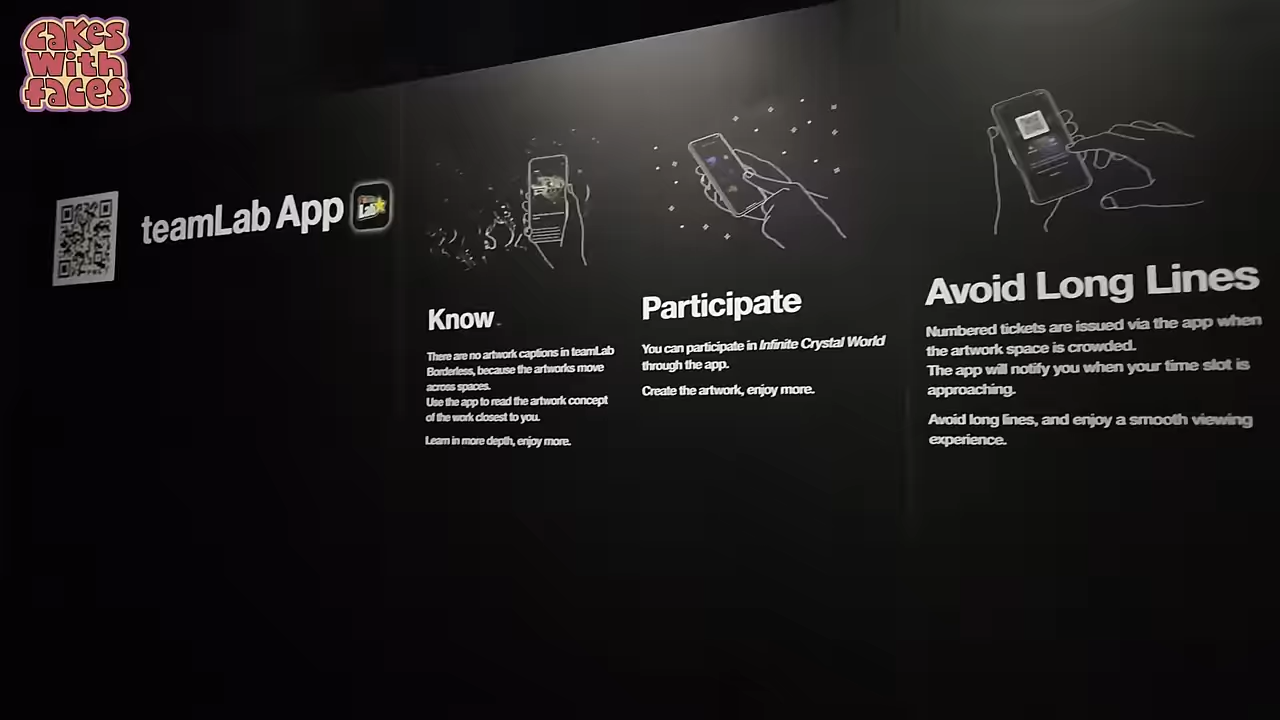 cakes
with
faces
teamLab App
Lab
Know
There are no artwork captions in teamLab
Borderless, because the artworks move
across spaces.
Use the app to read the artwork concept
of the work closest to you.
Learn in more depth, enjoy more.
Participate
You can participate in Infinite Crystal World
through the app.
Create the artwork, enjoy more.
Avoid Long Lines
Numbered tickets are issued via the app when
the artwork space is crowded.
The app will notify you when your time slot is
approaching.
Avoid long lines, and enjoy a smooth viewing
experience.